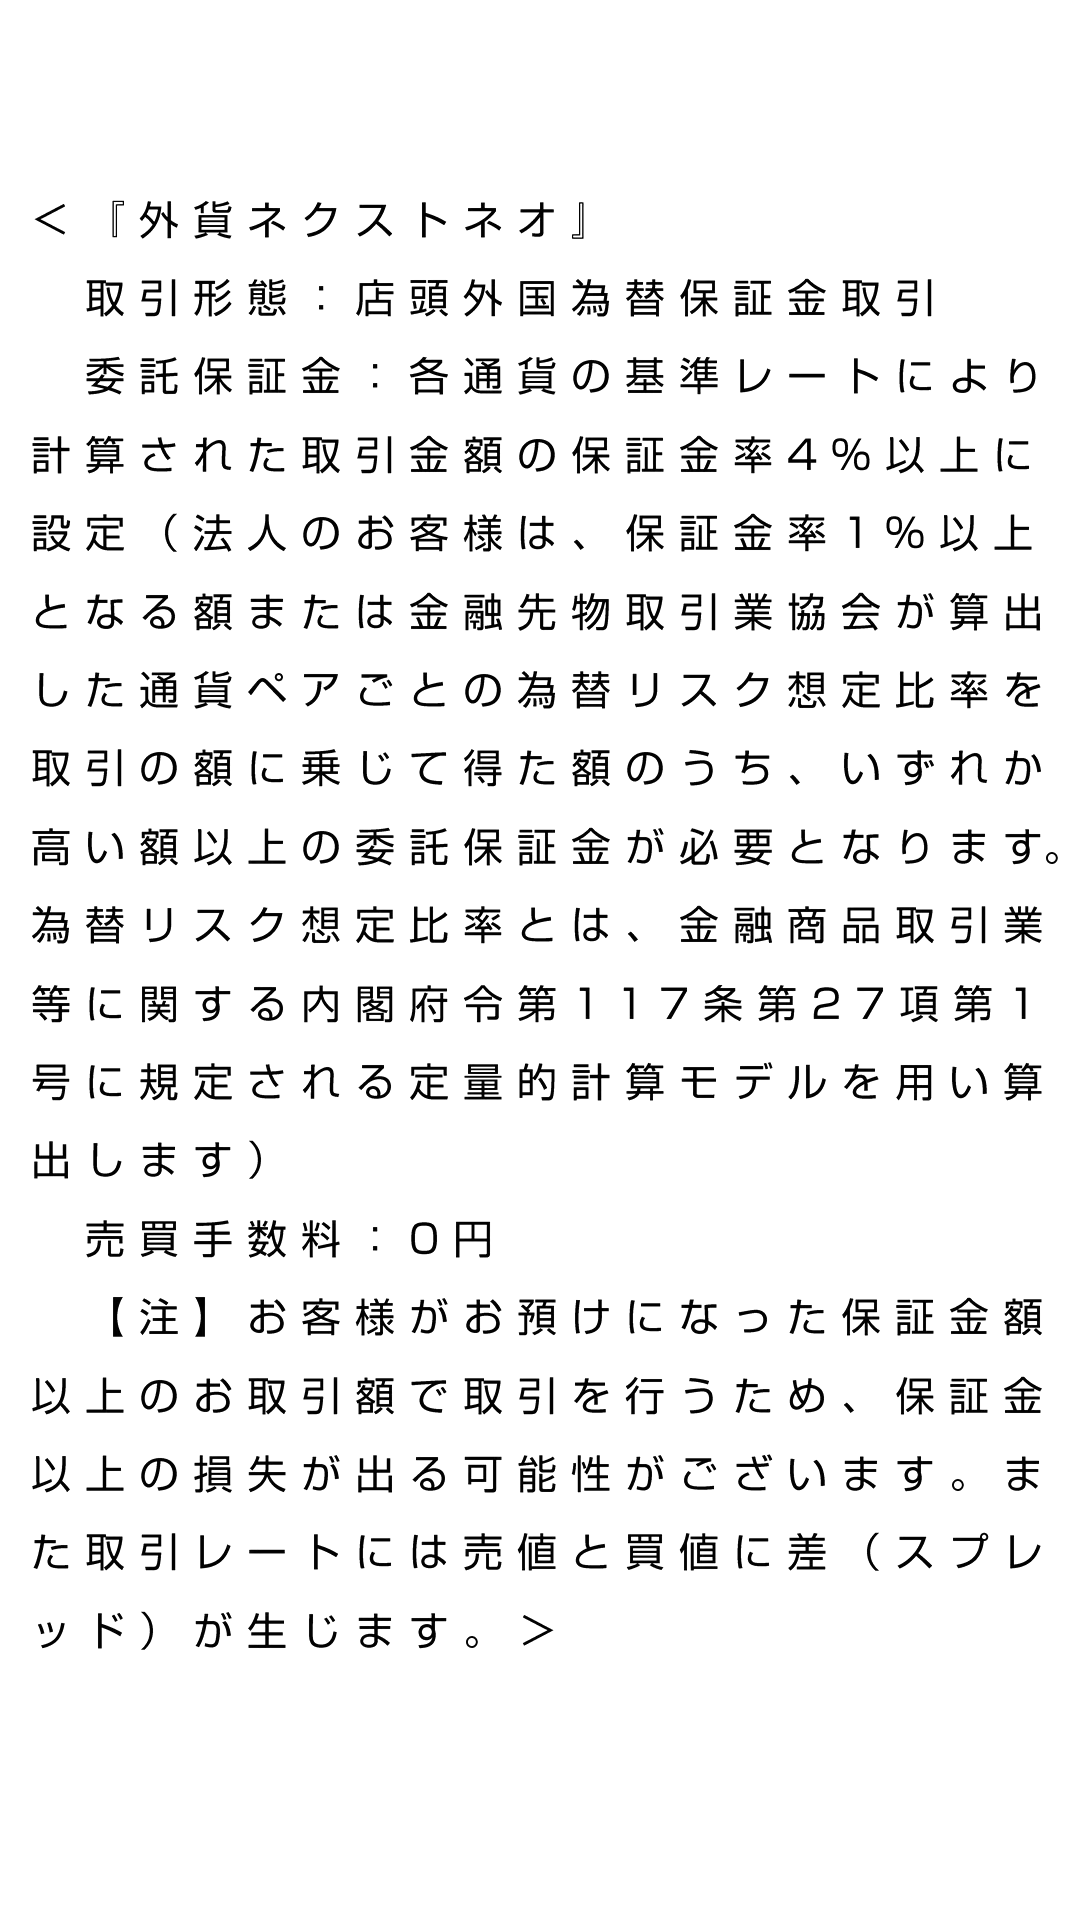 ＜『外貨ネクストネオ』
　取引形態：店頭外国為替保証金取引
　委託保証金：各通貨の基準レートにより
計算された取引金額の保証金率4％以上に
設定（法人のお客様は、保証金率1％以上
となる額または金融先物取引業協会が算出
した通貨ペアごとの為替リスク想定比率を
取引の額に乗じて得た額のうち、いずれか
高い額以上の委託保証金が必要となります。
為替リスク想定比率とは、金融商品取引業
等に関する内閣府令第117条第27項第1
号に規定される定量的計算モデルを用い算
出します）
　売買手数料：0円
　【注】お客様がお預けになった保証金額
以上のお取引額で取引を行うため、保証金
以上の損失が出る可能性がございます。ま
た取引レートには売値と買値に差（スプレ
ッド）が生じます。＞